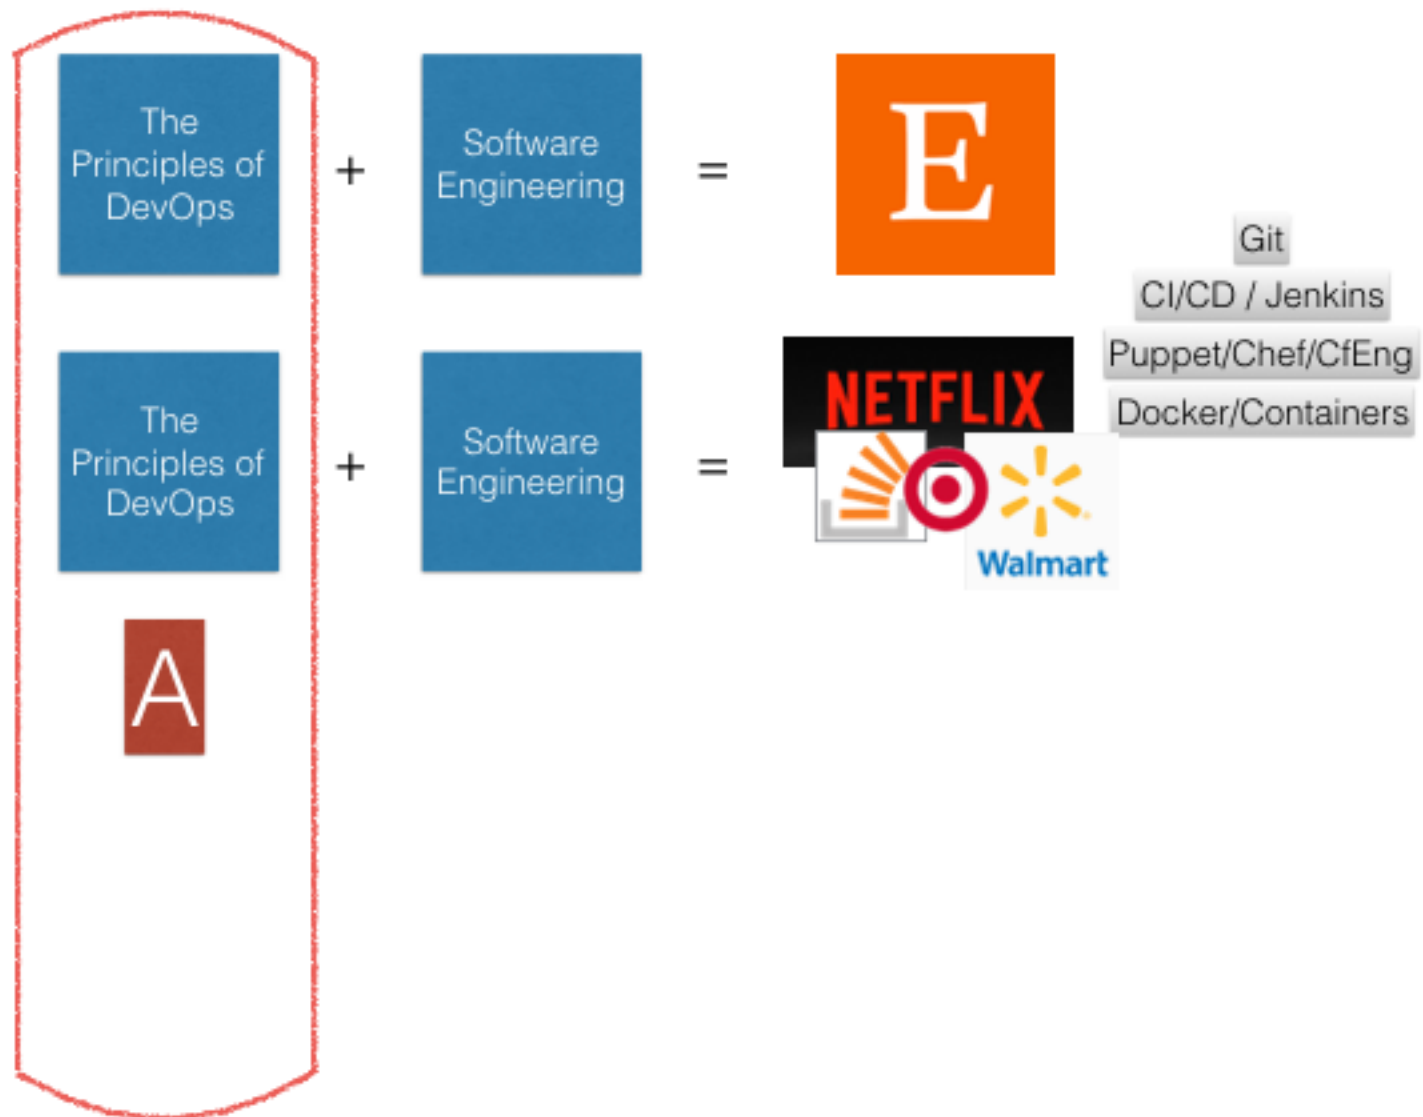 The
Principles of
DevOps
+
Software
Engineering
=
E
Git
CI/CD / Jenkins
Puppet/Chef/CfEng
Docker/Containers
The
Principles of
DevOps
+
Software
Engineering
=
NETFLIX
Walmart
A